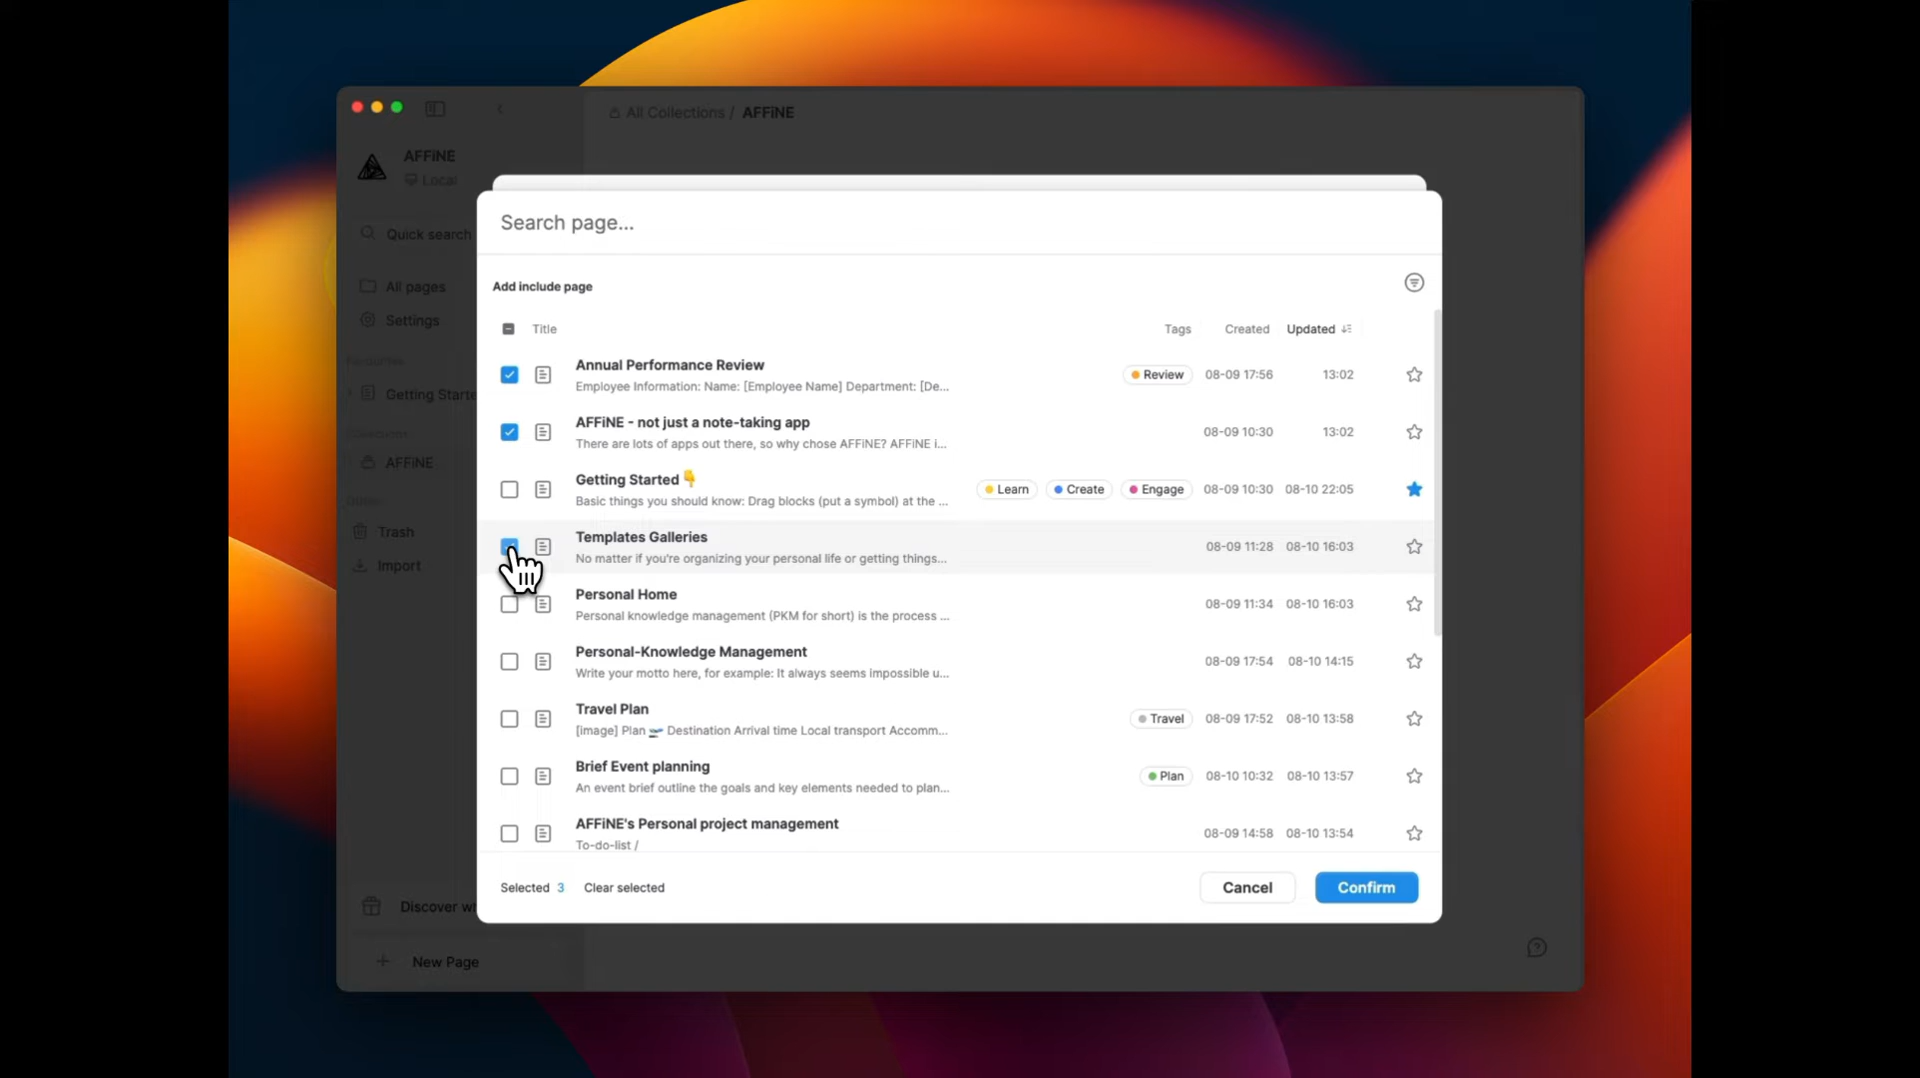 All Collections / AFFiNE
AFFiNE
Local
Quick search
All pages
Settings
Favourites
Getting Starte
Collections
AFFiNE
Trash
Import
Discover wh
New Page
Search page...
Add include page
Title Tags Created Updated
Annual Performance Review
Employee Information: Name: [Employee Name] Department: [De...
Review 08-09 17:56 13:02
AFFiNE - not just a note-taking app
There are lots of apps out there, so why chose AFFiNE? AFFiNE i...
08-09 10:30 13:02
Getting Started 👇
Basic things you should know: Drag blocks (put a symbol) at the ...
Learn Create Engage 08-09 10:30 08-10 22:05
Templates Galleries
No matter if you're organizing your personal life or getting things...
08-09 11:28 08-10 16:03
Personal Home
Personal knowledge management (PKM for short) is the process ...
08-09 11:34 08-10 16:03
Personal-Knowledge Management
Write your motto here, for example: It always seems impossible u...
08-09 17:54 08-10 14:15
Travel Plan
[image] Plan 🛫 Destination Arrival time Local transport Accomm...
Travel 08-09 17:52 08-10 13:58
Brief Event planning
An event brief outline the goals and key elements needed to plan...
Plan 08-10 10:32 08-10 13:57
AFFiNE's Personal project management
To-do-list /
08-09 14:58 08-10 13:54
Selected 3 Clear selected
Cancel Confirm